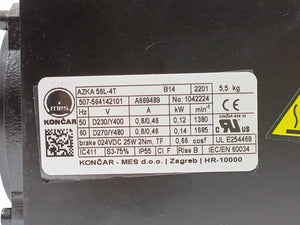 mes
KONČAR
AZKA 56L-4T B14 2201 5,5 kg
507-564142101 A669489 No: 1042224
Hz V A kW min⁻¹
50 D230/Y400 0,8/0,46 0,12 1380
60 D270/Y480 0,8/0,46 0,14 1685
brake 024VDC 25W 2Nm, TF 0,66 cosf UL E254469
IC411 S3-75% IP55 Cl. F Rise B IEC/EN 60034
KONČAR - MES d.o.o. | Zagreb | HR-10000